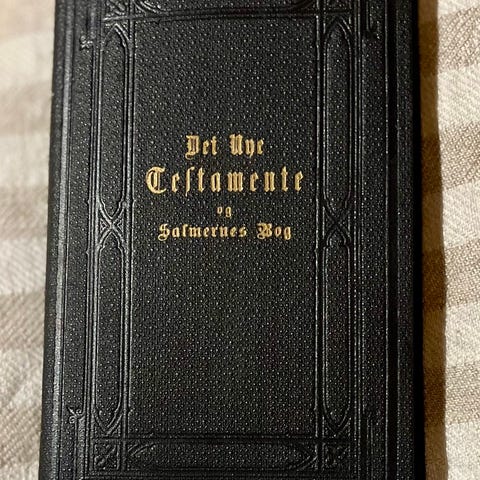 Det Nye
Teſtamente
og
Salmernes Bog